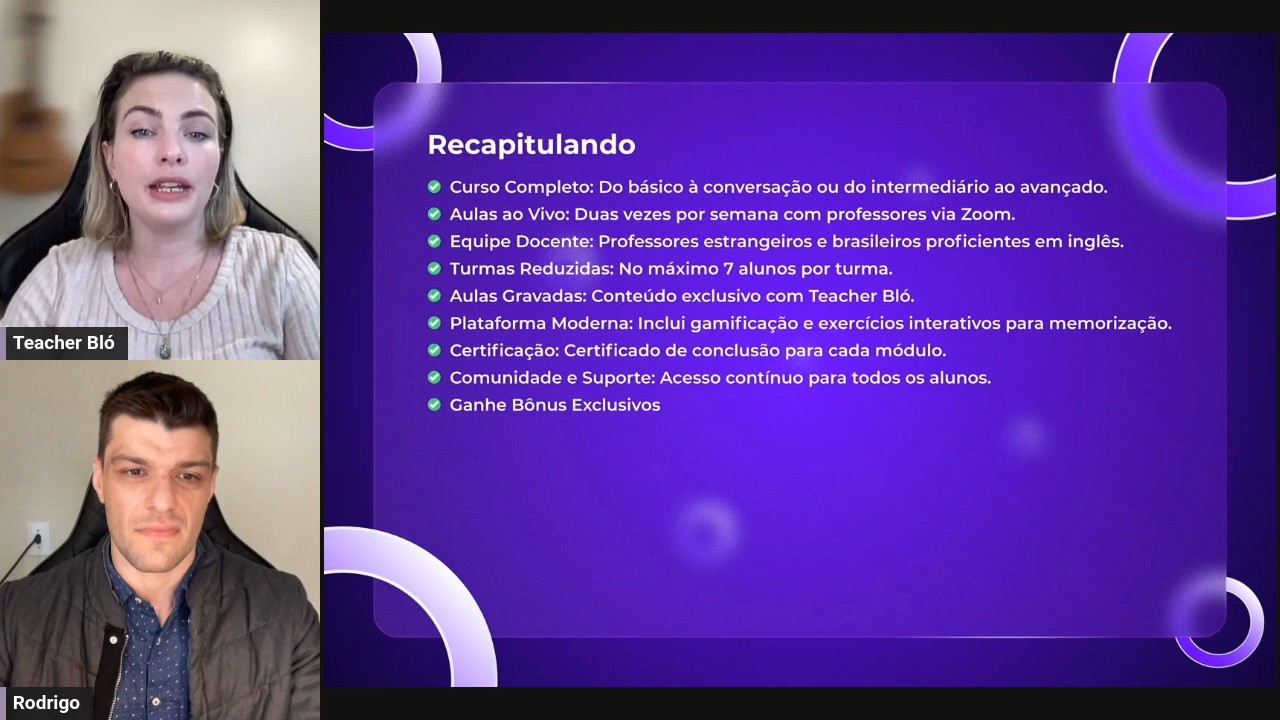 Teacher Bló
Rodrigo
Recapitulando
Curso Completo: Do básico à conversação ou do intermediário ao avançado.
Aulas ao Vivo: Duas vezes por semana com professores via Zoom.
Equipe Docente: Professores estrangeiros e brasileiros proficientes em inglês.
Turmas Reduzidas: No máximo 7 alunos por turma.
Aulas Gravadas: Conteúdo exclusivo com Teacher Bló.
Plataforma Moderna: Inclui gamificação e exercícios interativos para memorização.
Certificação: Certificado de conclusão para cada módulo.
Comunidade e Suporte: Acesso contínuo para todos os alunos.
Ganhe Bônus Exclusivos